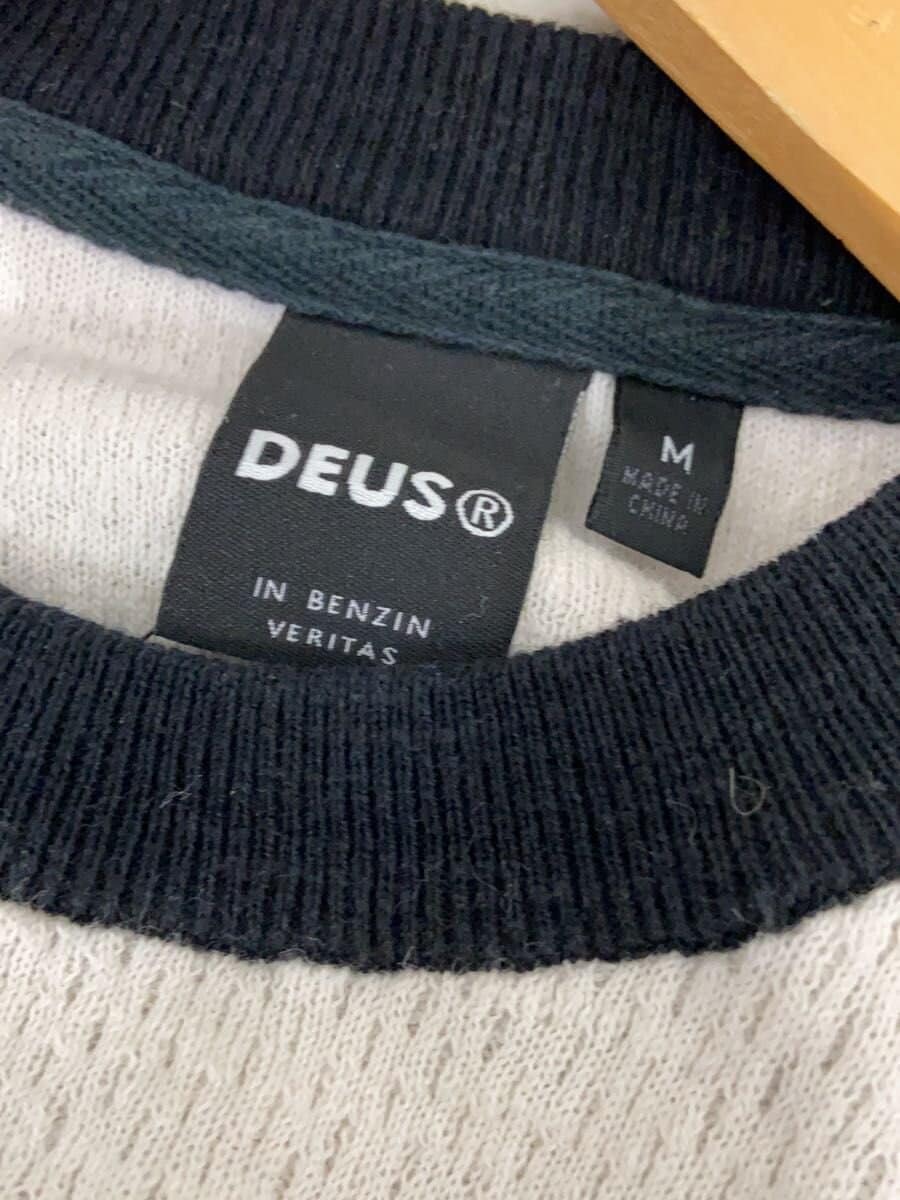 DEUS®
IN BENZIN
VERITAS
M
MADE IN
CHINA